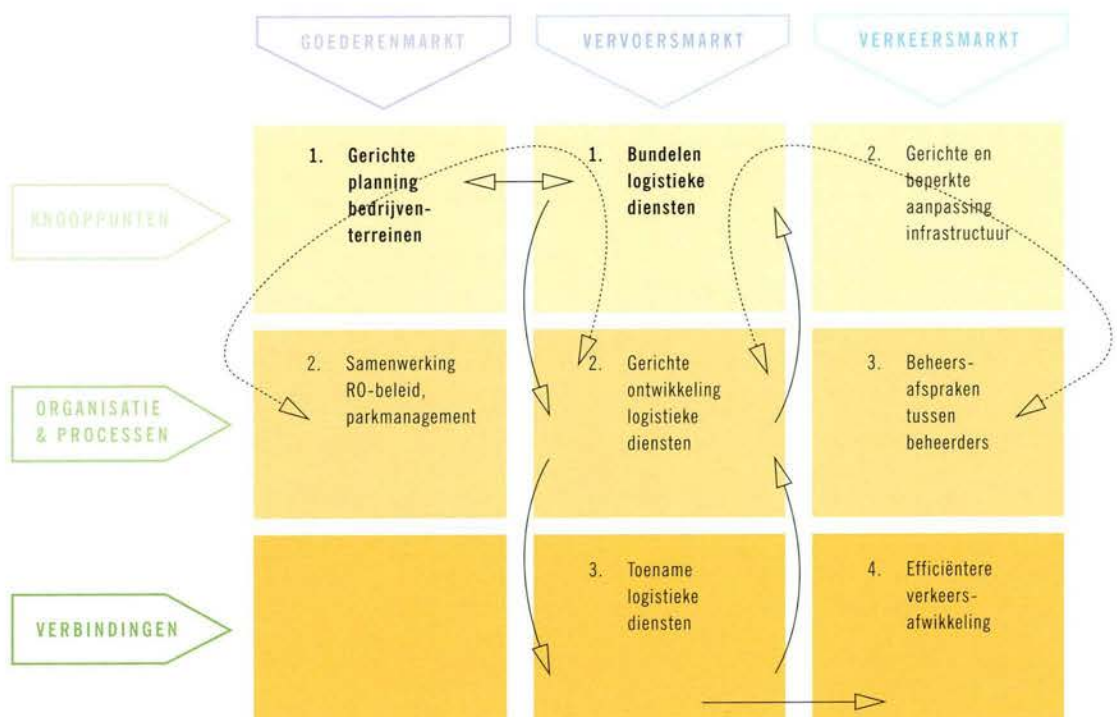 GOEDERENMARKT
VERVOERSMARKT
VERKEERSMARKT
KNOOPPUNTEN
1. Gerichte
planning
bedrijven-
terreinen
1. Bundelen
logistieke
diensten
2. Gerichte en
beperkte
aanpassing
infrastructuur
ORGANISATIE
& PROCESSEN
2. Samenwerking
RO-beleid,
parkmanagement
2. Gerichte
ontwikkeling
logistieke
diensten
3. Beheers-
afspraken
tussen
beheerders
VERBINDINGEN
3. Toename
logistieke
diensten
4. Efficiëntere
verkeers-
afwikkeling